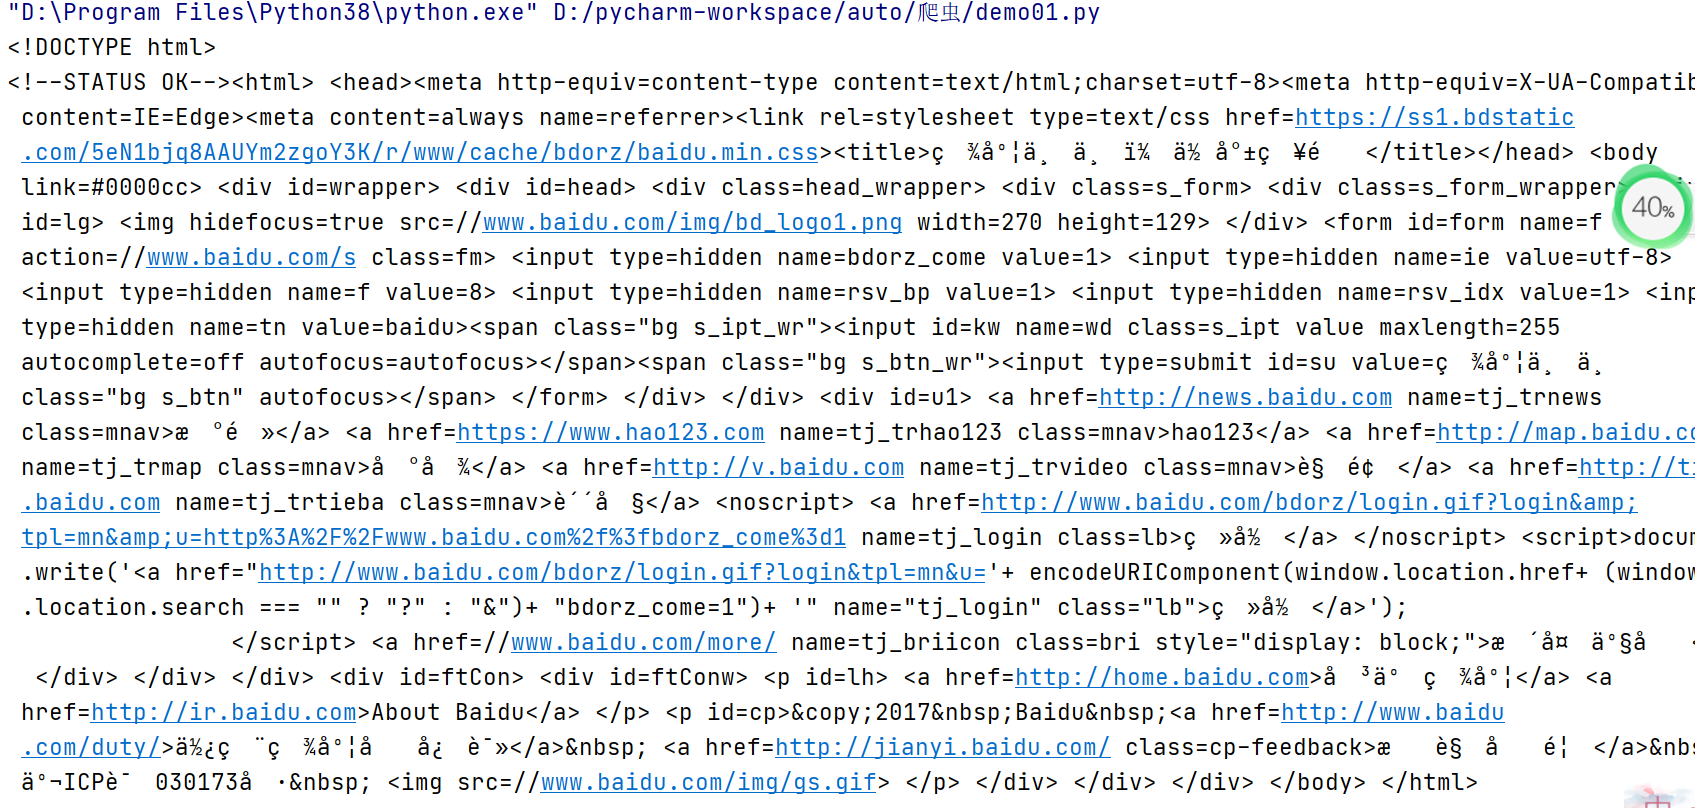 "D:\Program Files\Python38\python.exe" D:/pycharm-workspace/auto/爬虫/demo01.py
<!DOCTYPE html>
<!--STATUS OK--><html> <head><meta http-equiv=content-type content=text/html;charset=utf-8><meta http-equiv=X-UA-Compatib
content=IE=Edge><meta content=always name=referrer><link rel=stylesheet type=text/css href=https://ss1.bdstatic
.com/5eN1bjq8AAUYm2zgoY3K/r/www/cache/bdorz/baidu.min.css><title>ç ¾åº¦ä¸ ä¸ ï¼ ä½ å°±ç ¥é </title></head> <body
link=#0000cc> <div id=wrapper> <div id=head> <div class=head_wrapper> <div class=s_form> <div class=s_form_wrapper>
40%
id=lg> <img hidefocus=true src=//www.baidu.com/img/bd_logo1.png width=270 height=129> </div> <form id=form name=f
action=//www.baidu.com/s class=fm> <input type=hidden name=bdorz_come value=1> <input type=hidden name=ie value=utf-8>
<input type=hidden name=f value=8> <input type=hidden name=rsv_bp value=1> <input type=hidden name=rsv_idx value=1> <inp
type=hidden name=tn value=baidu><span class="bg s_ipt_wr"><input id=kw name=wd class=s_ipt value maxlength=255
autocomplete=off autofocus=autofocus></span><span class="bg s_btn_wr"><input type=submit id=su value=ç ¾åº¦ä¸ ä¸
class="bg s_btn" autofocus></span> </form> </div> </div> <div id=u1> <a href=http://news.baidu.com name=tj_trnews
class=mnav>æ °é »</a> <a href=https://www.hao123.com name=tj_trhao123 class=mnav>hao123</a> <a href=http://map.baidu.co
name=tj_trmap class=mnav>å °å ¾</a> <a href=http://v.baidu.com name=tj_trvideo class=mnav>è§ é¢ </a> <a href=http://ti
.baidu.com name=tj_trtieba class=mnav>è´´å §</a> <noscript> <a href=http://www.baidu.com/bdorz/login.gif?login&amp;
tpl=mn&amp;u=http%3A%2F%2Fwww.baidu.com%2f%3fbdorz_come%3d1 name=tj_login class=lb>ç »å½ </a> </noscript> <script>docum
.write('<a href="http://www.baidu.com/bdorz/login.gif?login&tpl=mn&u='+ encodeURIComponent(window.location.href+ (window
.location.search === "" ? "?" : "&")+ "bdorz_come=1")+ '" name="tj_login" class="lb">ç »å½ </a>');
</script> <a href=//www.baidu.com/more/ name=tj_briicon class=bri style="display: block;">æ ´å¤ äº§å <
</div> </div> </div> <div id=ftCon> <div id=ftConw> <p id=lh> <a href=http://home.baidu.com>å ³äº ç ¾åº¦</a> <a
href=http://ir.baidu.com>About Baidu</a> </p> <p id=cp>&copy;2017&nbsp;Baidu&nbsp;<a href=http://www.baidu
.com/duty/>ä½¿ç ¨ç ¾åº¦å å¿ è¯»</a>&nbsp; <a href=http://jianyi.baidu.com/ class=cp-feedback>æ è§ å é¦ </a>&nbs
äº¬ICPè¯ 030173å ·&nbsp; <img src=//www.baidu.com/img/gs.gif> </p> </div> </div> </div> </body> </html>